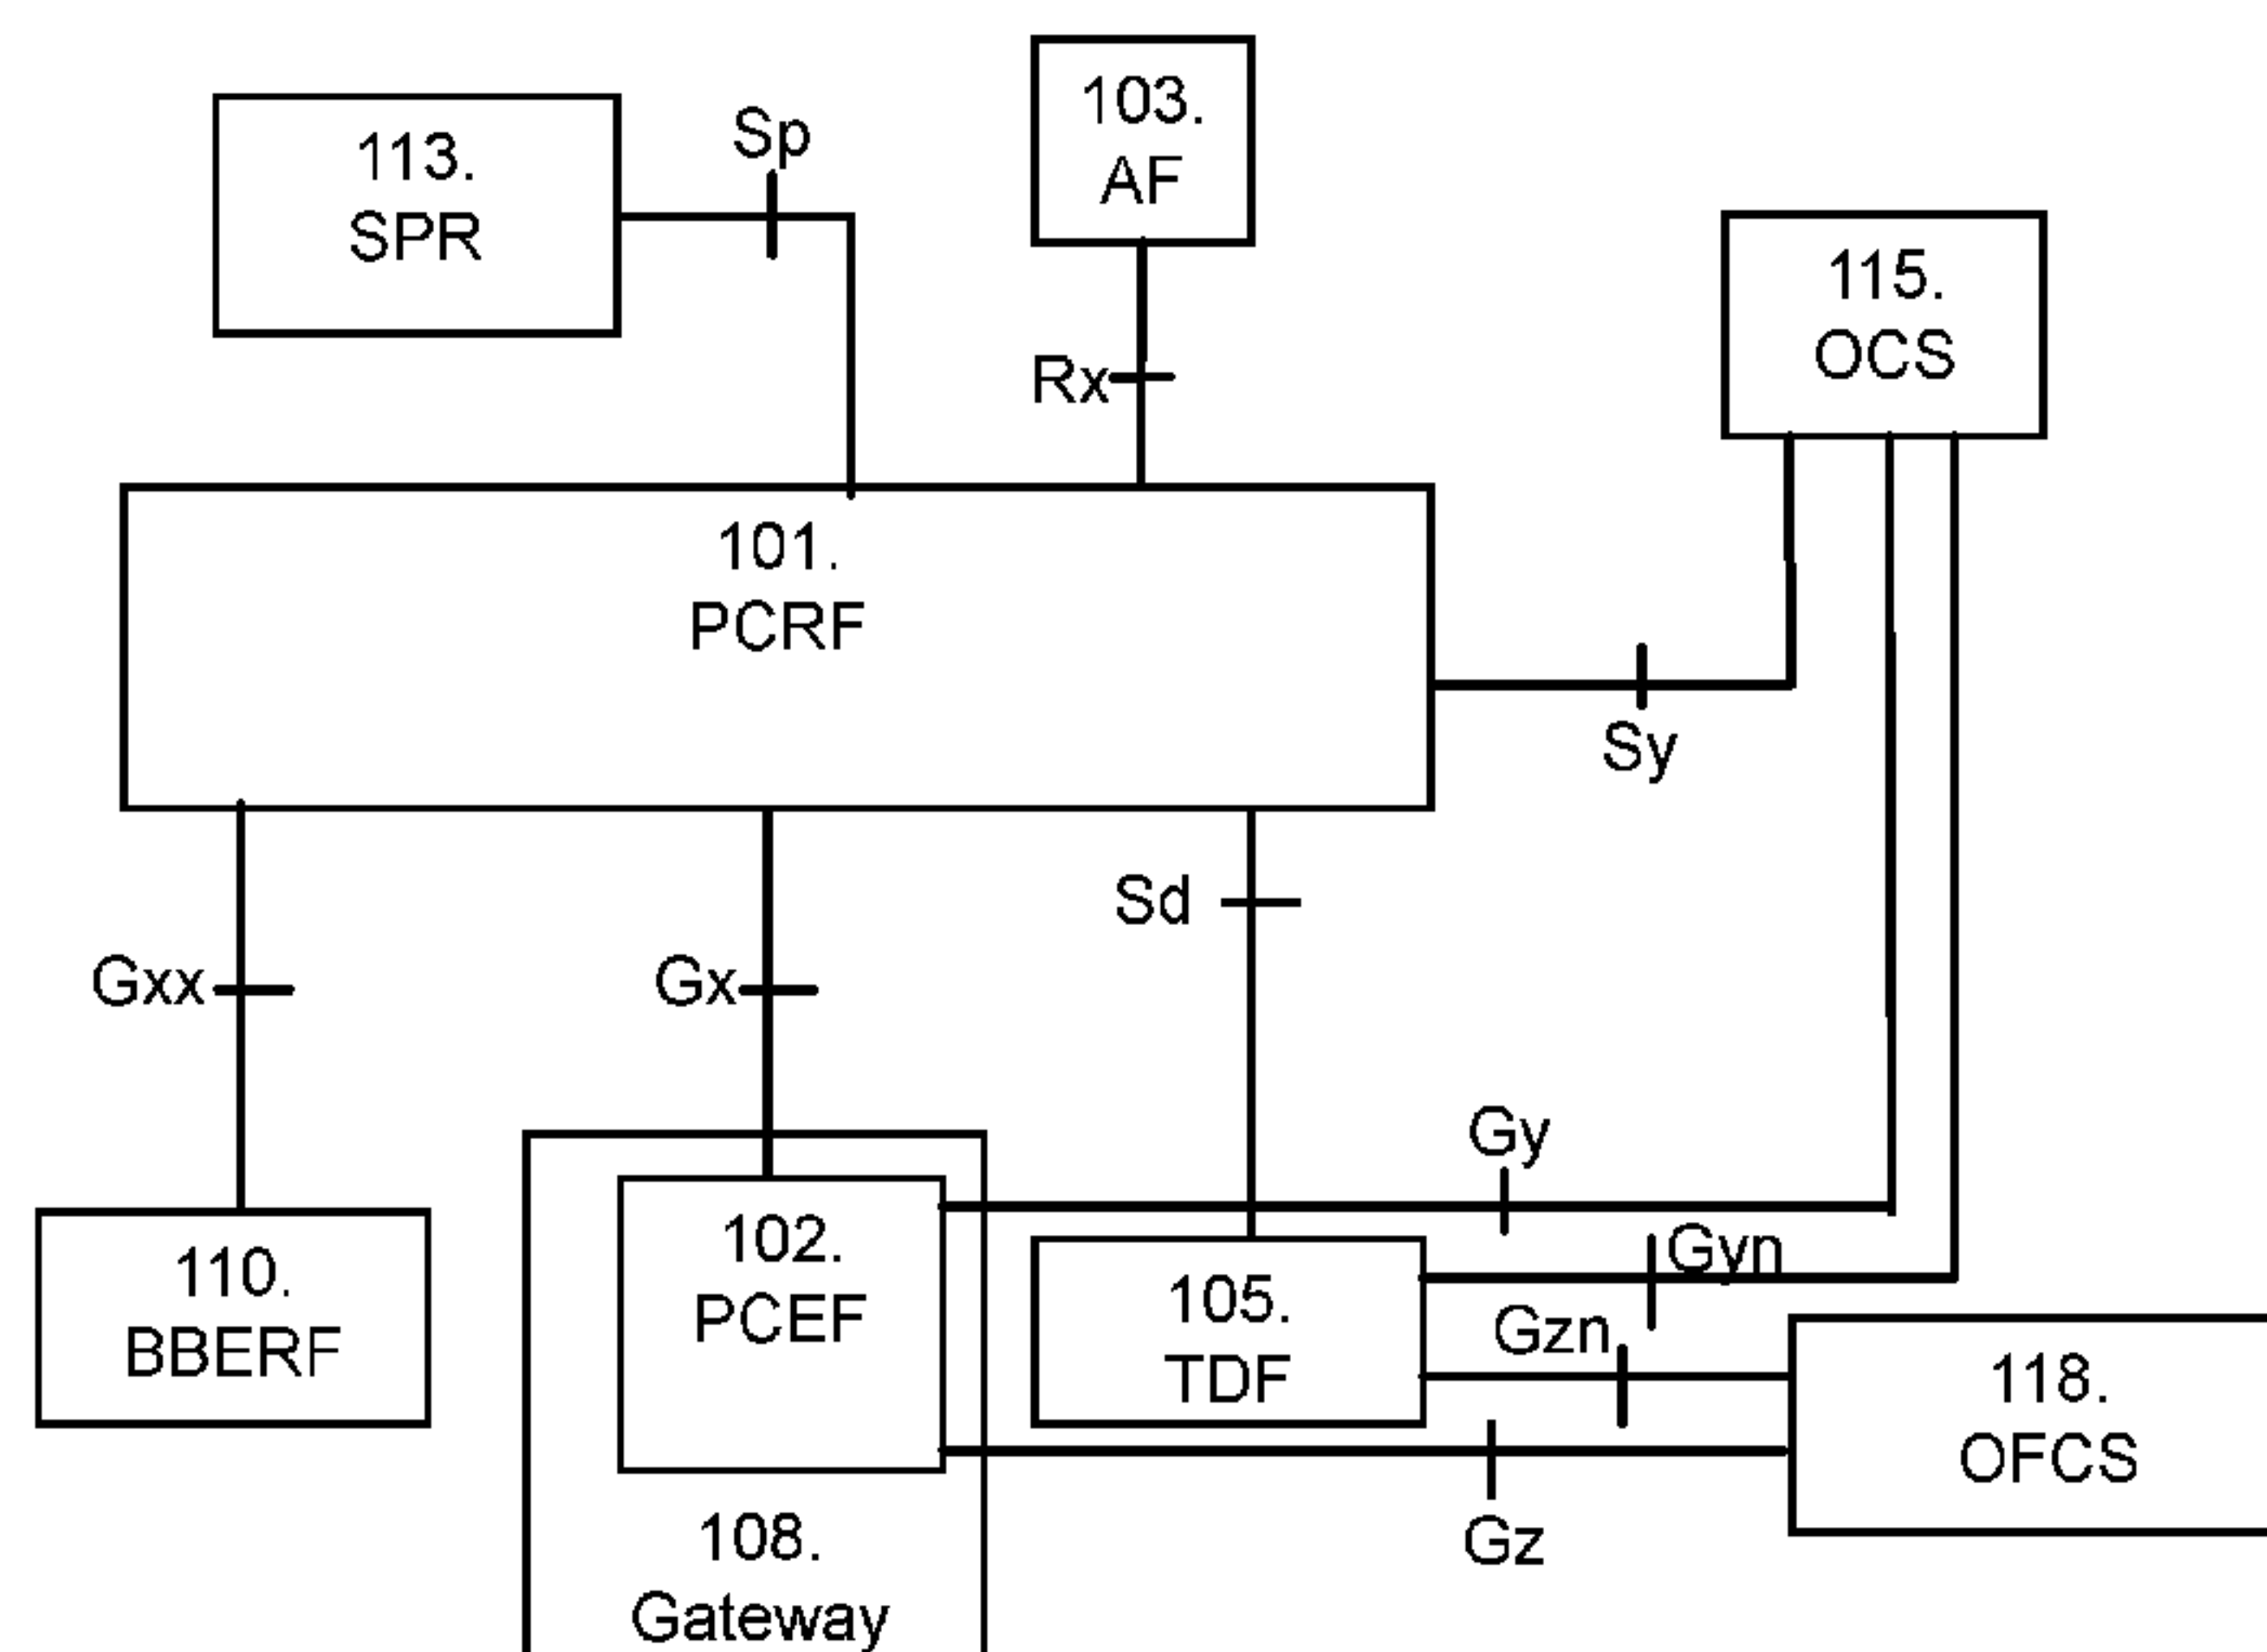 103.
AF
113.
SPR
Sp
115.
OCS
Rx
101.
PCRF
Sy
Sd
Gxx
Gx
Gy
102.
PCEF
110.
BBERF
105.
TDF
Gyn
Gzn
118.
OFCS
Gz
108.
Gateway